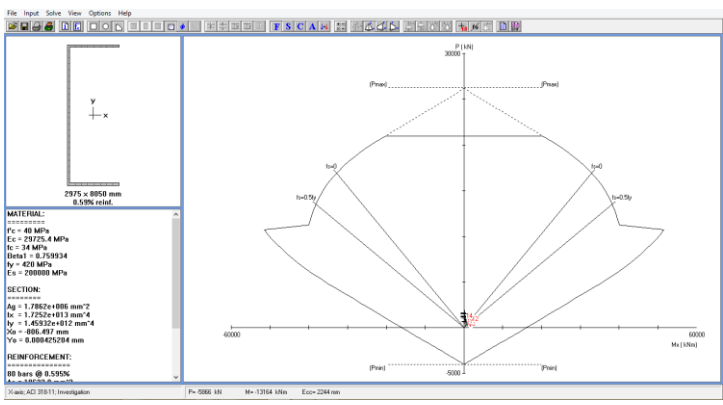 File Input Solve View Options Help
F S C A
y
x
2975 x 8050 mm
0.59% reinf.
MATERIAL:
=========
f'c = 40 MPa
Ec = 29725.4 MPa
fc = 34 MPa
Beta1 = 0.759934
fy = 420 MPa
Es = 200000 MPa
SECTION:
========
Ag = 1.7862e+006 mm^2
Ix = 1.7252e+013 mm^4
Iy = 1.45932e+012 mm^4
Xo = -806.497 mm
Yo = 0.000425204 mm
REINFORCEMENT:
80 bars @ 0.595%
P (kN)
30000
(Pmax) (Pmax)
fs=0 fs=0
fs=0.5fy fs=0.5fy
-60000 60000
Mx (kNm)
(Pmin) (Pmin)
-5000
X-axis; ACI 318-11; Investigation P= -5066 kN M= -13164 kNm Ecc= 2244 mm